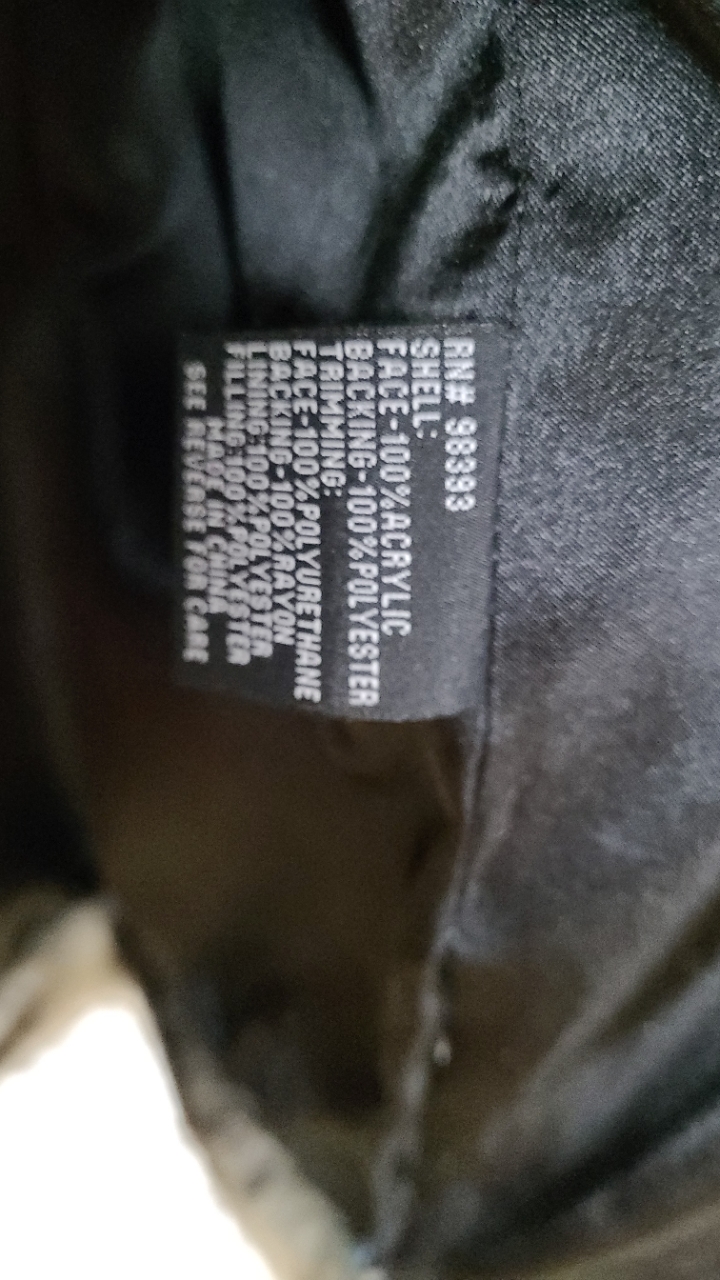 RN# 98393
SHELL:
FACE-100%ACRYLIC
BACKING-100%POLYESTER
TRIMMING:
FACE-100%POLYURETHANE
BACKING-100%RAYON
LINING:100%POLYESTER
FILLING:100%POLYESTER
MADE IN CHINA
SEE REVERSE FOR CARE